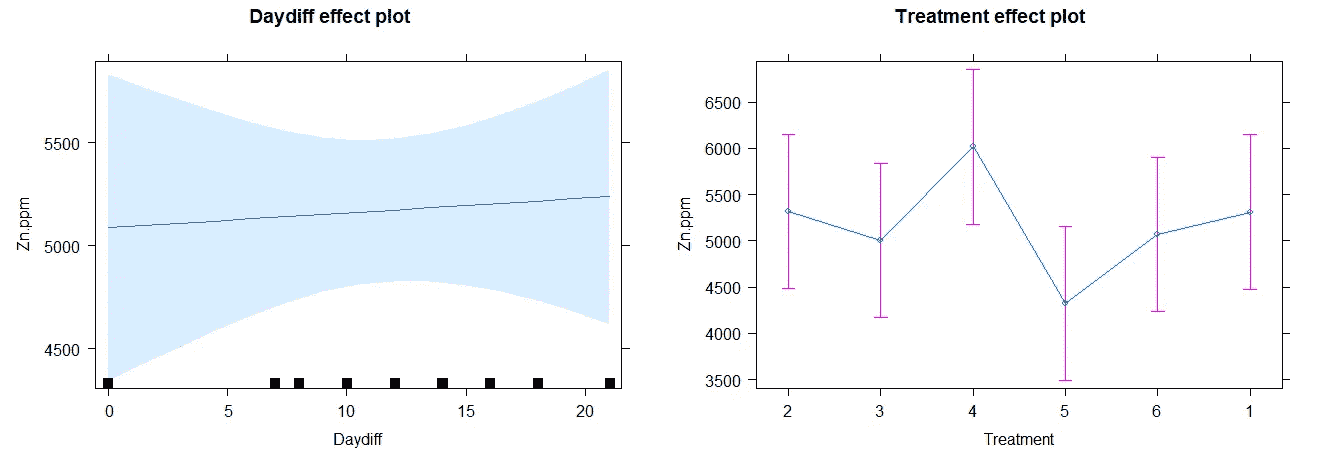 Daydiff effect plot
Zn,ppm
5500
5000
4500
0 5 10 15 20
Daydiff
Treatment effect plot
Zn,ppm
6500
6000
5500
5000
4500
4000
3500
2 3 4 5 6 1
Treatment